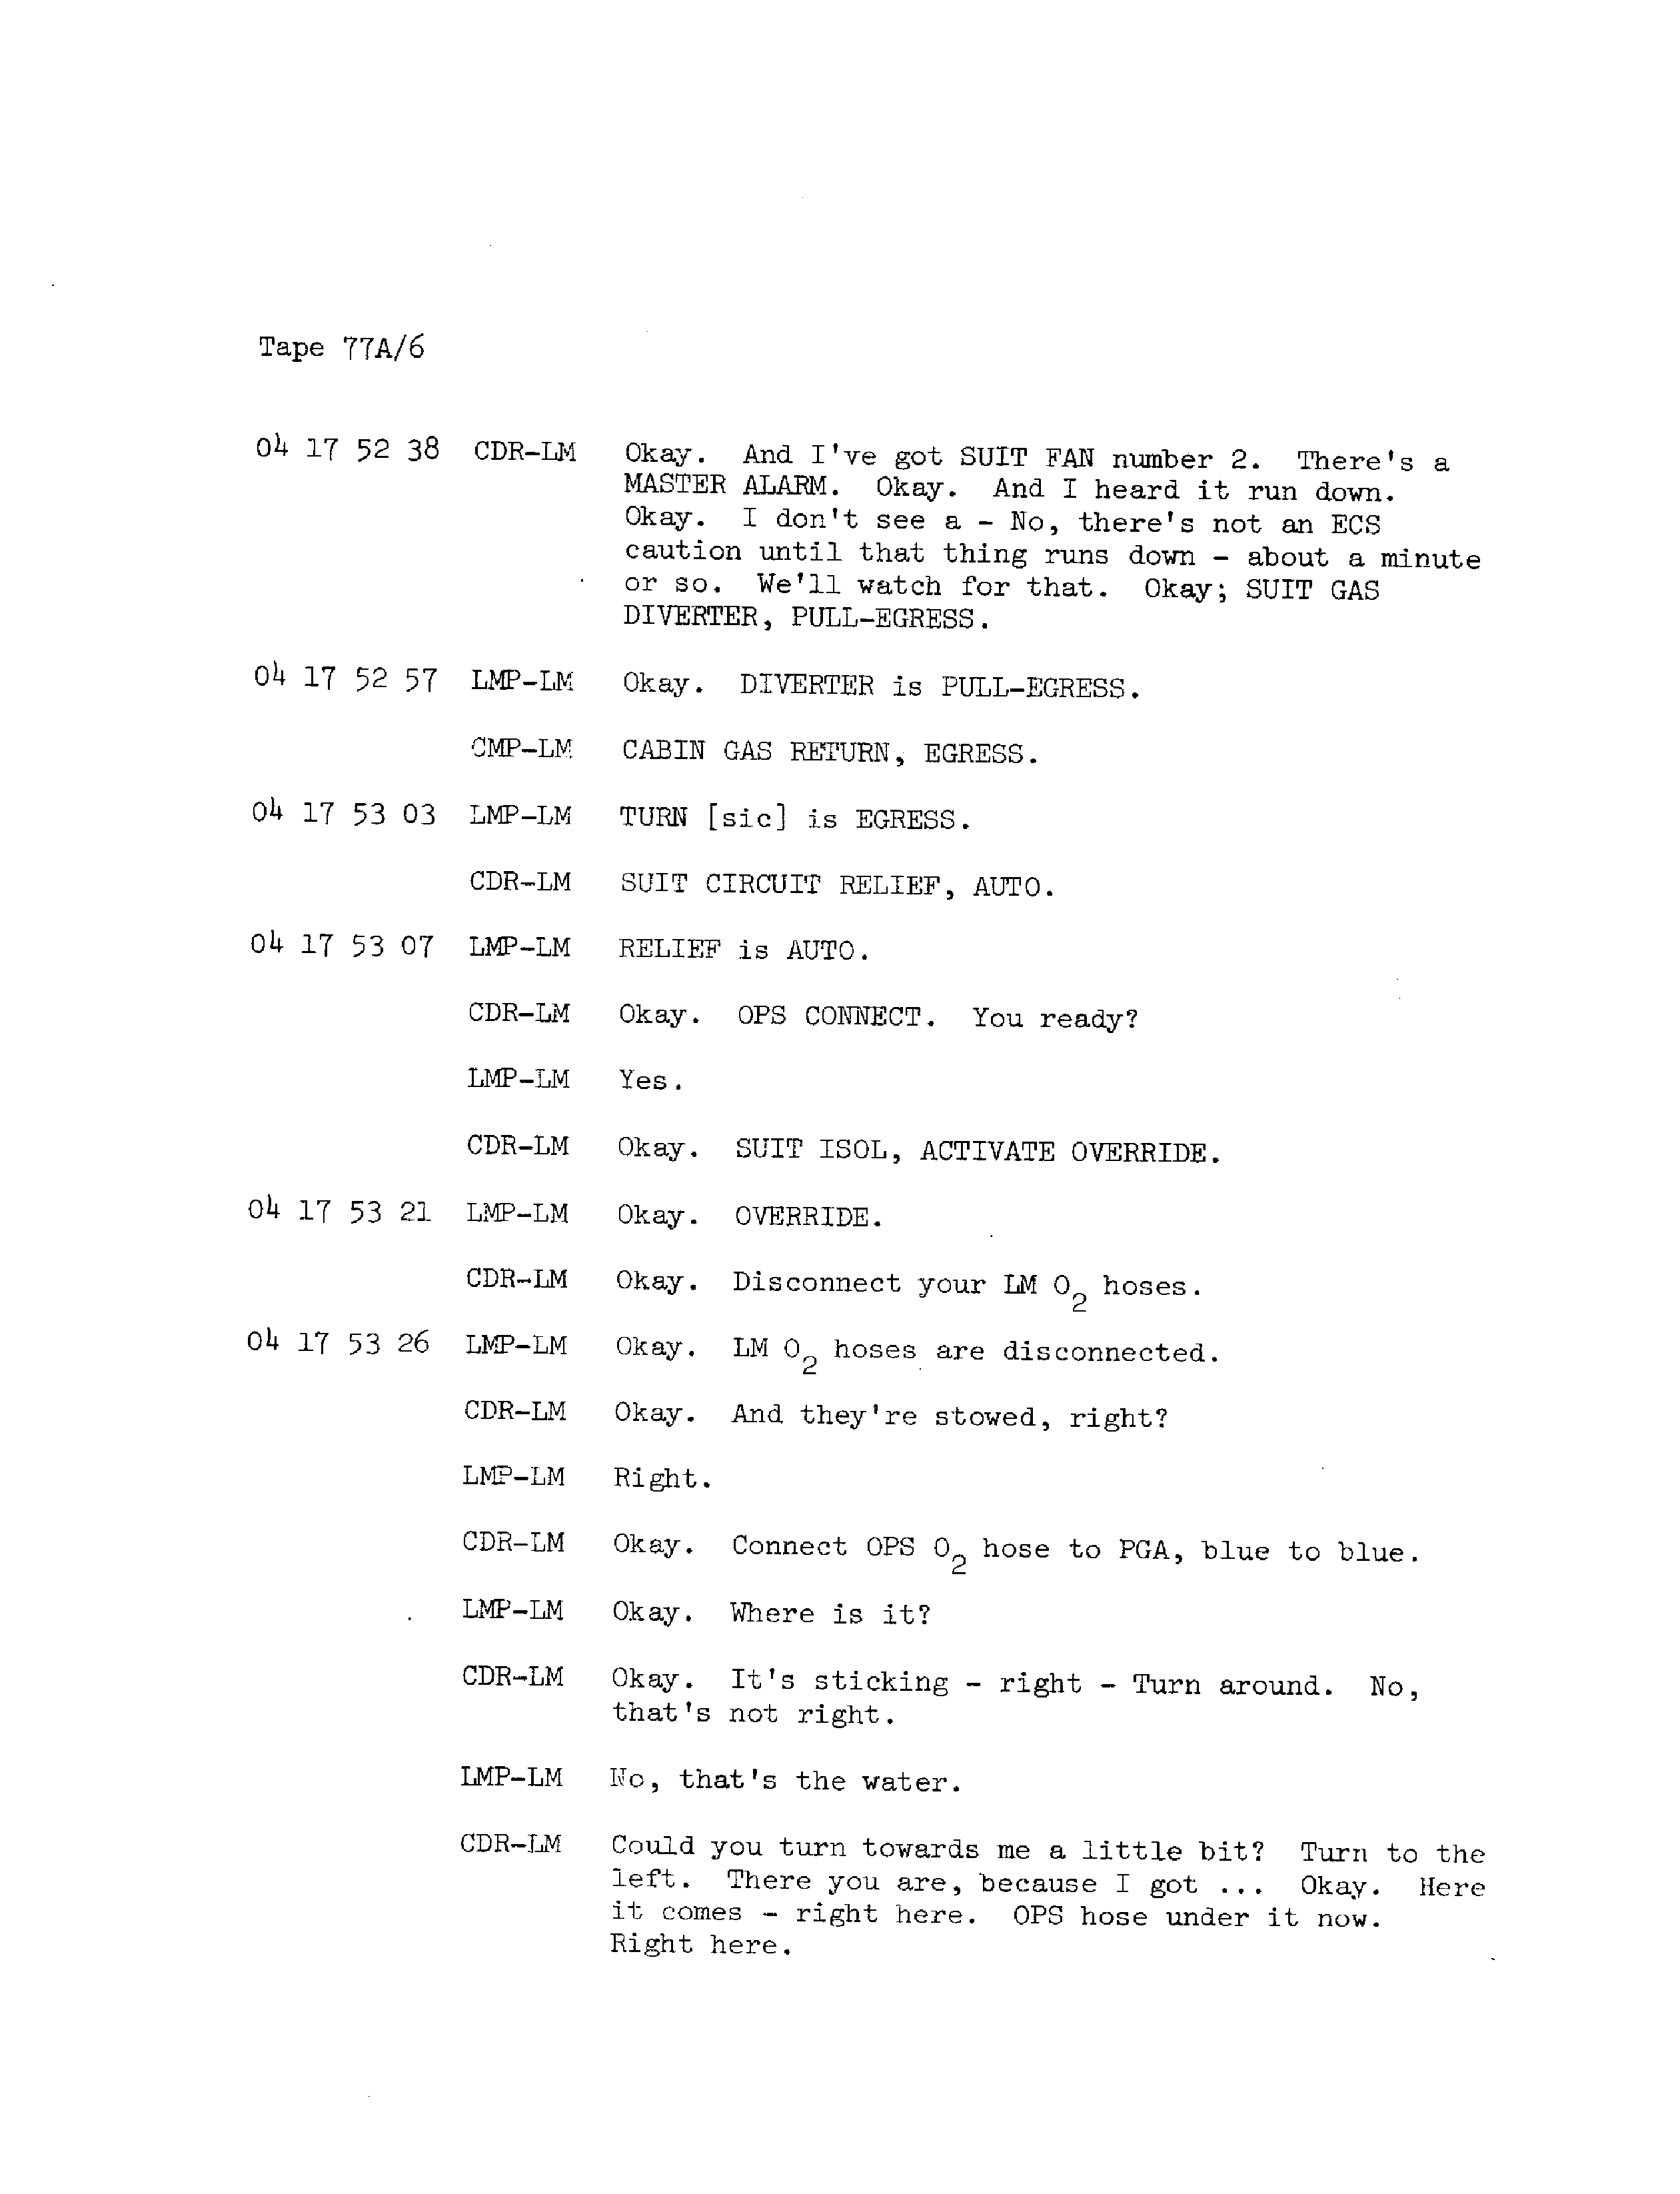 Tape 77A/6
04 17 52 38 CDR-LM Okay. And I've got SUIT FAN number 2. There's a
MASTER ALARM. Okay. And I heard it run down.
Okay. I don't see a - No, there's not an ECS
caution until that thing runs down - about a minute
or so. We'll watch for that. Okay; SUIT GAS
DIVERTER, PULL-EGRESS.
04 17 52 57 LMP-LM Okay. DIVERTER is PULL-EGRESS.
CMP-LM CABIN GAS RETURN, EGRESS.
04 17 53 03 LMP-LM TURN [sic] is EGRESS.
CDR-LM SUIT CIRCUIT RELIEF, AUTO.
04 17 53 07 LMP-LM RELIEF is AUTO.
CDR-LM Okay. OPS CONNECT. You ready?
LMP-LM Yes.
CDR-LM Okay. SUIT ISOL, ACTIVATE OVERRIDE.
04 17 53 21 LMP-LM Okay. OVERRIDE.
CDR-LM Okay. Disconnect your LM O2 hoses.
04 17 53 26 LMP-LM Okay. LM O2 hoses are disconnected.
CDR-LM Okay. And they're stowed, right?
LMP-LM Right.
CDR-LM Okay. Connect OPS O2 hose to PGA, blue to blue.
LMP-LM Okay. Where is it?
CDR-LM Okay. It's sticking - right - Turn around. No,
that's not right.
LMP-LM No, that's the water.
CDR-LM Could you turn towards me a little bit? Turn to the
left. There you are, because I got ... Okay. Here
it comes - right here. OPS hose under it now.
Right here.